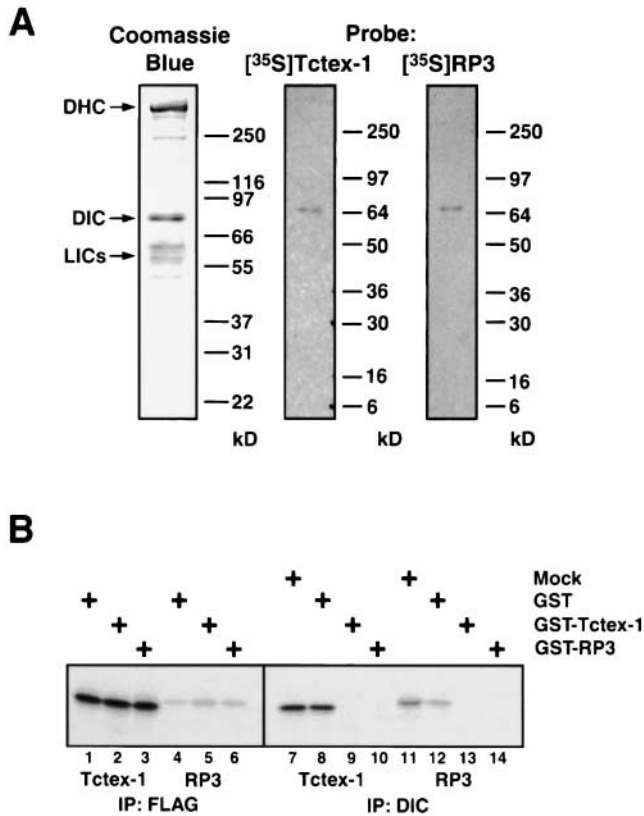 A
Coomassie Blue
Probe:
[³⁵S]Tctex-1
[³⁵S]RP3
DHC
DIC
LICs
250
116
97
66
55
37
31
22
kD
250
97
64
50
36
30
16
6
kD
250
97
64
50
36
30
16
6
kD
B
+ + Mock
+ + + + GST
+ + + + GST-Tctex-1
+ + + + GST-RP3
1 2 3 4 5 6 7 8 9 10 11 12 13 14
Tctex-1 RP3 Tctex-1 RP3
IP: FLAG IP: DIC